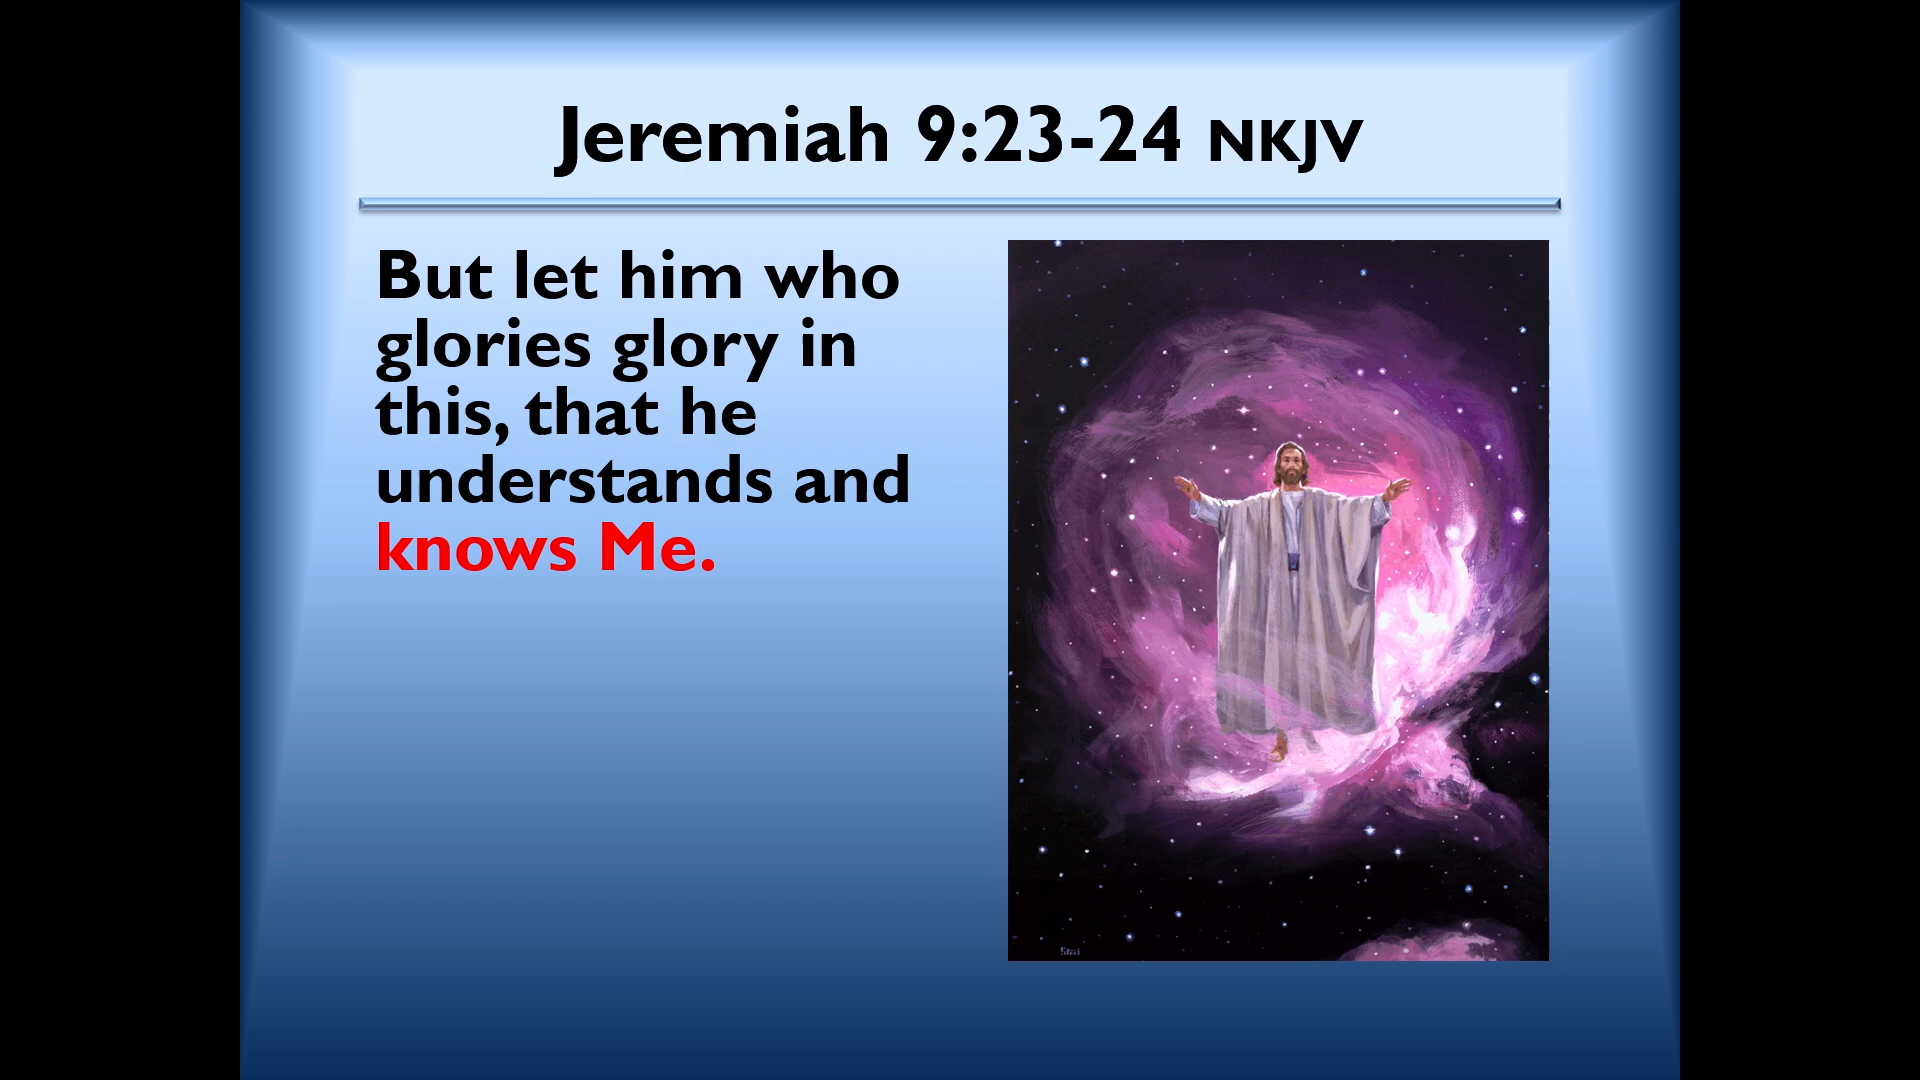 Jeremiah 9:23-24 NKJV
But let him who
glories glory in
this, that he
understands and
knows Me.